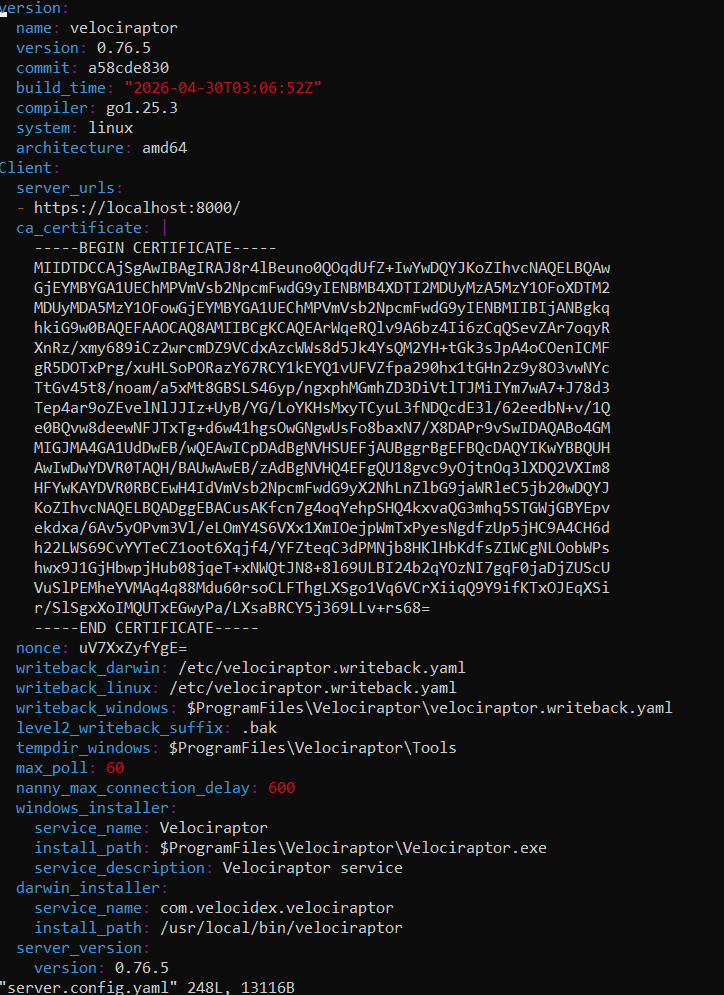 version:
  name: velociraptor
  version: 0.76.5
  commit: a58cde830
  build_time: "2026-04-30T03:06:52Z"
  compiler: go1.25.3
  system: linux
  architecture: amd64
Client:
  server_urls:
  - https://localhost:8000/
  ca_certificate: |
    -----BEGIN CERTIFICATE-----
    MIIDTDCCAjSgAwIBAgIRAJ8r4lBeuno0QOqdUfZ+IwYwDQYJKoZIhvcNAQELBQAw
    GjEYMBYGA1UEChMPVmVsb2NpcmFwdG9yIENBMB4XDTI2MDUyMzA5MzY1OFoXDTM2
    MDUyMDA5MzY1OFowGjEYMBYGA1UEChMPVmVsb2NpcmFwdG9yIENBMIIBIjANBgkq
    hkiG9w0BAQEFAAOCAQ8AMIIBCgKCAQEArWqeRQlv9A6bz4Ii6zCqQSevZAr7oqyR
    XnRz/xmy689iCz2wrcmDZ9VCdxAzcWWs8d5Jk4YsQM2YH+tGk3sJpA4oCOenICMF
    gR5DOTxPrg/xuHLSoPORazY67RCY1kEYQ1vUFVZfpa290hx1tGHn2z9y8O3vwNYc
    TtGv45t8/noam/a5xMt8GBSLS46yp/ngxphMGmhZD3DiVtlTJMiIYm7wA7+J78d3
    Tep4ar9oZEvelNlJJIz+UyB/YG/LoYKHsMxyTCyuL3fNDQcdE3l/62eedbN+v/1Q
    e0BQvw8deewNFJTxTg+d6w41hgsOwGNgwUsFo8baxN7/X8DAPr9vSwIDAQABo4GM
    MIGJMA4GA1UdDwEB/wQEAwICpDAdBgNVHSUEFjAUBggrBgEFBQcDAQYIKwYBBQUH
    AwIwDwYDVR0TAQH/BAUwAwEB/zAdBgNVHQ4EFgQU18gvc9yOjtnOq3lXDQ2VXIm8
    HFYwKAYDVR0RBCEwH4IdVmVsb2NpcmFwdG9yX2NhLnZlbG9jaWRleC5jb20wDQYJ
    KoZIhvcNAQELBQADggEBACusAKfcn7g4oqYehpSHQ4kxvaQG3mhq5STGWjGBYEpv
    ekdxa/6Av5yOPvm3Vl/eLOmY4S6VXx1XmIOejpWmTxPyesNgdfzUp5jHC9A4CH6d
    h22LWS69CvYYTeCZ1oot6Xqjf4/YFZteqC3dPMNjb8HKlHbKdfsZIWCgNLOobWPs
    hwx9J1GjHbwpjHub08jqeT+xNWQtJN8+8l69ULBI24b2qYOzNI7gqF0jaDjZUScU
    VuSlPEMheYVMAq4q88Mdu60rsoCLFThgLXSgo1Vq6VCrXiiqQ9Y9ifKTxOJEqXSi
    r/SlSgxXoIMQUTxEGwyPa/LXsaBRCY5j369LLv+rs68=
    -----END CERTIFICATE-----
  nonce: uV7XxZyfYgE=
  writeback_darwin: /etc/velociraptor.writeback.yaml
  writeback_linux: /etc/velociraptor.writeback.yaml
  writeback_windows: $ProgramFiles\Velociraptor\velociraptor.writeback.yaml
  level2_writeback_suffix: .bak
  tempdir_windows: $ProgramFiles\Velociraptor\Tools
  max_poll: 60
  nanny_max_connection_delay: 600
  windows_installer:
    service_name: Velociraptor
    install_path: $ProgramFiles\Velociraptor\Velociraptor.exe
    service_description: Velociraptor service
  darwin_installer:
    service_name: com.velocidex.velociraptor
    install_path: /usr/local/bin/velociraptor
  server_version:
    version: 0.76.5
"server.config.yaml" 248L, 13116B